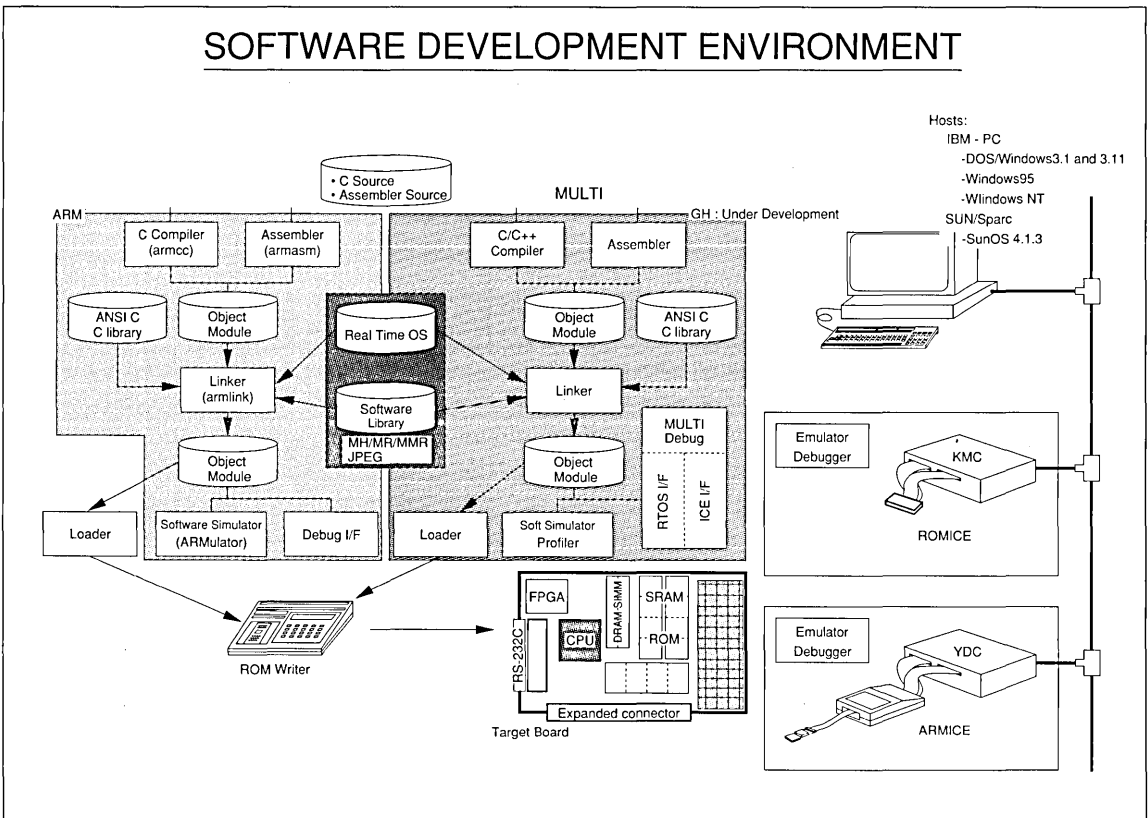 SOFTWARE DEVELOPMENT ENVIRONMENT
Hosts:
IBM - PC
-DOS/Windows3.1 and 3.11
-Windows95
-Wlindows NT
SUN/Sparc
-SunOS 4.1.3
• C Source
• Assembler Source
MULTI
ARM
GH : Under Development
C Compiler
(armcc)
Assembler
(armasm)
C/C++
Compiler
Assembler
ANSI C
C library
Object
Module
Real Time OS
Object
Module
ANSI C
C library
Linker
(armlink)
Software
Library
MH/MR/MMR
JPEG
Linker
Object
Module
Object
Module
MULTI
Debug
RTOS I/F
ICE I/F
Loader
Software Simulator
(ARMulator)
Debug I/F
Loader
Soft Simulator
Profiler
Emulator
Debugger
KMC
ROMICE
ROM Writer
FPGA
CPU
DRAM·SIMM
SRAM
ROM
RS-232C
Expanded connector
Target Board
Emulator
Debugger
YDC
ARMICE